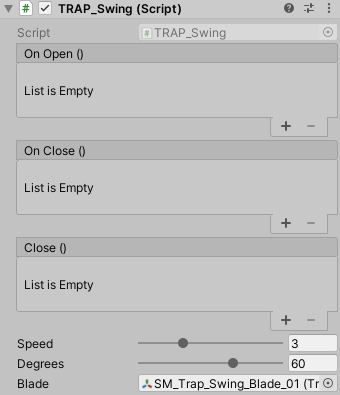 TRAP_Swing (Script)
Script TRAP_Swing
On Open ()
List is Empty
On Close ()
List is Empty
Close ()
List is Empty
Speed 3
Degrees 60
Blade SM_Trap_Swing_Blade_01 (Tr